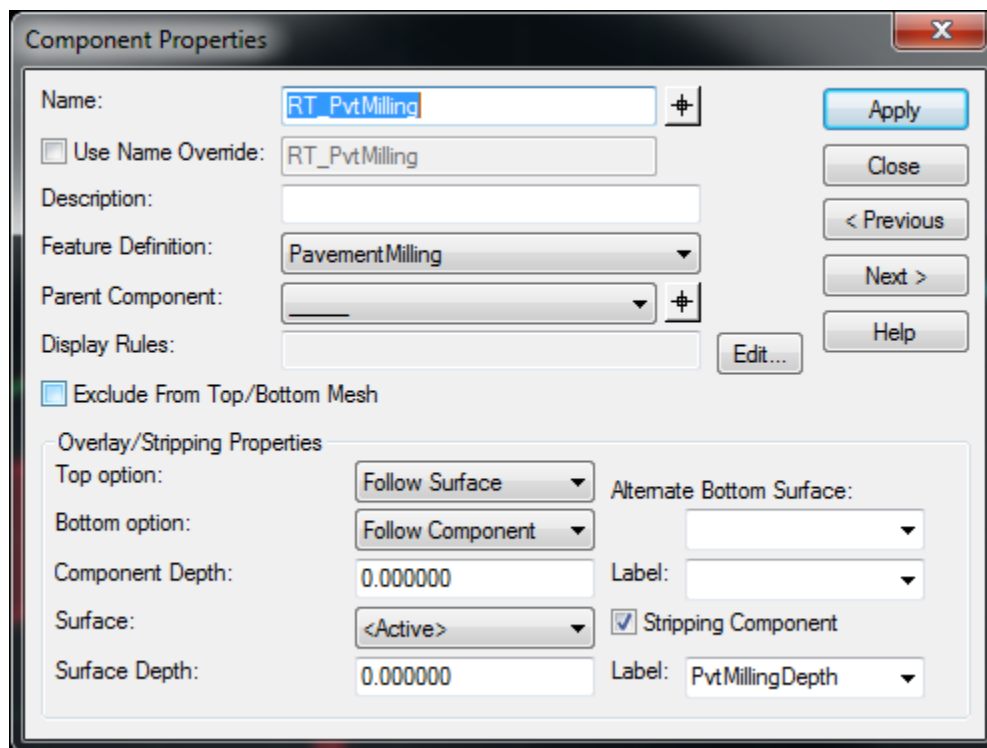 Component Properties
Name:
RT_PvtMilling
Apply
Use Name Override:
RT_PvtMilling
Close
Description:
< Previous
Feature Definition:
PavementMilling
Next >
Parent Component:
_____
Help
Display Rules:
Edit...
Exclude From Top/Bottom Mesh
Overlay/Stripping Properties
Top option:
Follow Surface
Alternate Bottom Surface:
Bottom option:
Follow Component
Component Depth:
0.000000
Label:
Surface:
<Active>
Stripping Component
Surface Depth:
0.000000
Label:
PvtMillingDepth